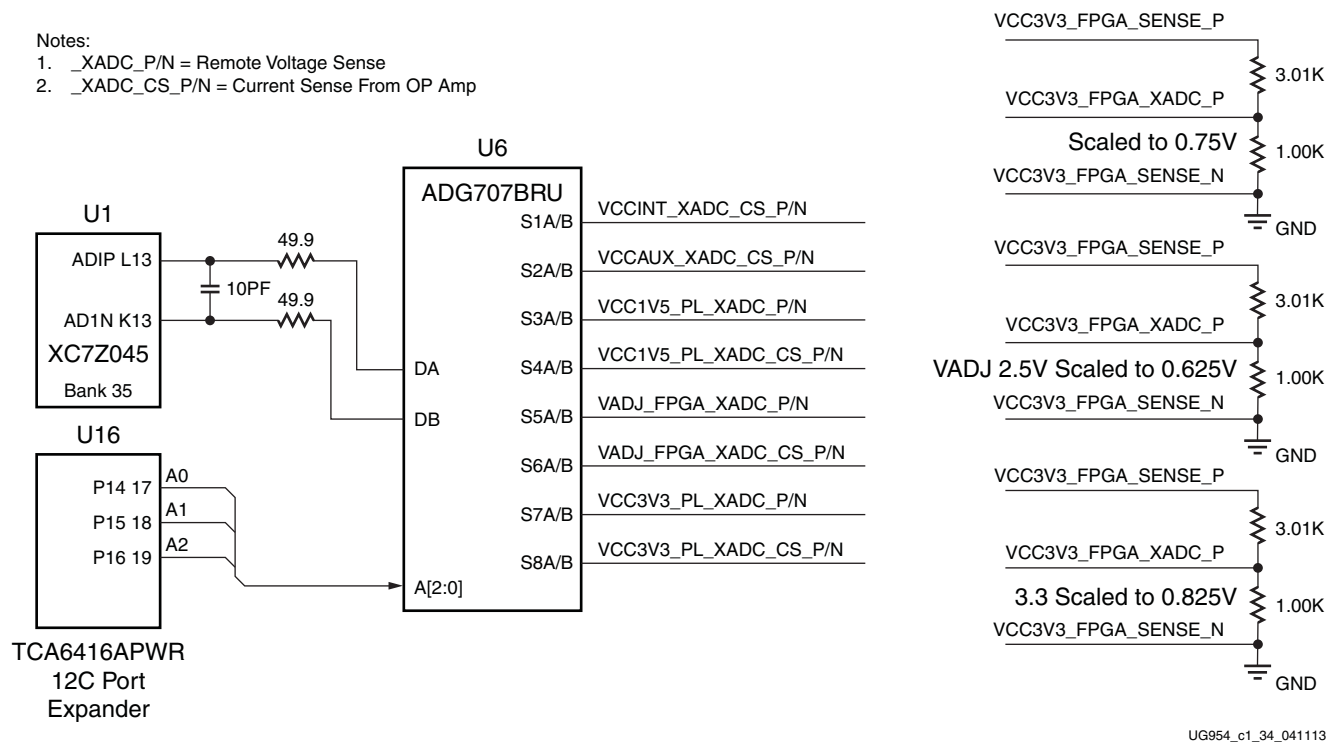 Notes:
1. _XADC_P/N = Remote Voltage Sense
2. _XADC_CS_P/N = Current Sense From OP Amp
U1
ADIP L13
AD1N K13
XC7Z045
Bank 35
49.9
10PF
49.9
U16
P14 17
P15 18
P16 19
A0
A1
A2
TCA6416APWR
12C Port
Expander
U6
ADG707BRU
DA
DB
A[2:0]
S1A/B
VCCINT_XADC_CS_P/N
S2A/B
VCCAUX_XADC_CS_P/N
S3A/B
VCC1V5_PL_XADC_P/N
S4A/B
VCC1V5_PL_XADC_CS_P/N
S5A/B
VADJ_FPGA_XADC_P/N
S6A/B
VADJ_FPGA_XADC_CS_P/N
S7A/B
VCC3V3_PL_XADC_P/N
S8A/B
VCC3V3_PL_XADC_CS_P/N
VCC3V3_FPGA_SENSE_P
3.01K
VCC3V3_FPGA_XADC_P
Scaled to 0.75V
1.00K
VCC3V3_FPGA_SENSE_N
GND
VCC3V3_FPGA_SENSE_P
3.01K
VCC3V3_FPGA_XADC_P
VADJ 2.5V Scaled to 0.625V
1.00K
VCC3V3_FPGA_SENSE_N
GND
VCC3V3_FPGA_SENSE_P
3.01K
VCC3V3_FPGA_XADC_P
3.3 Scaled to 0.825V
1.00K
VCC3V3_FPGA_SENSE_N
GND
UG954_c1_34_041113